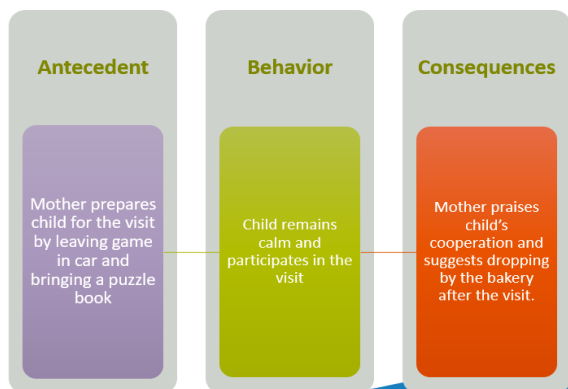 Antecedent
Mother prepares
child for the visit
by leaving game
in car and
bringing a puzzle
book
Behavior
Child remains
calm and
participates in the
visit
Consequences
Mother praises
child's
cooperation and
suggests dropping
by the bakery
after the visit.